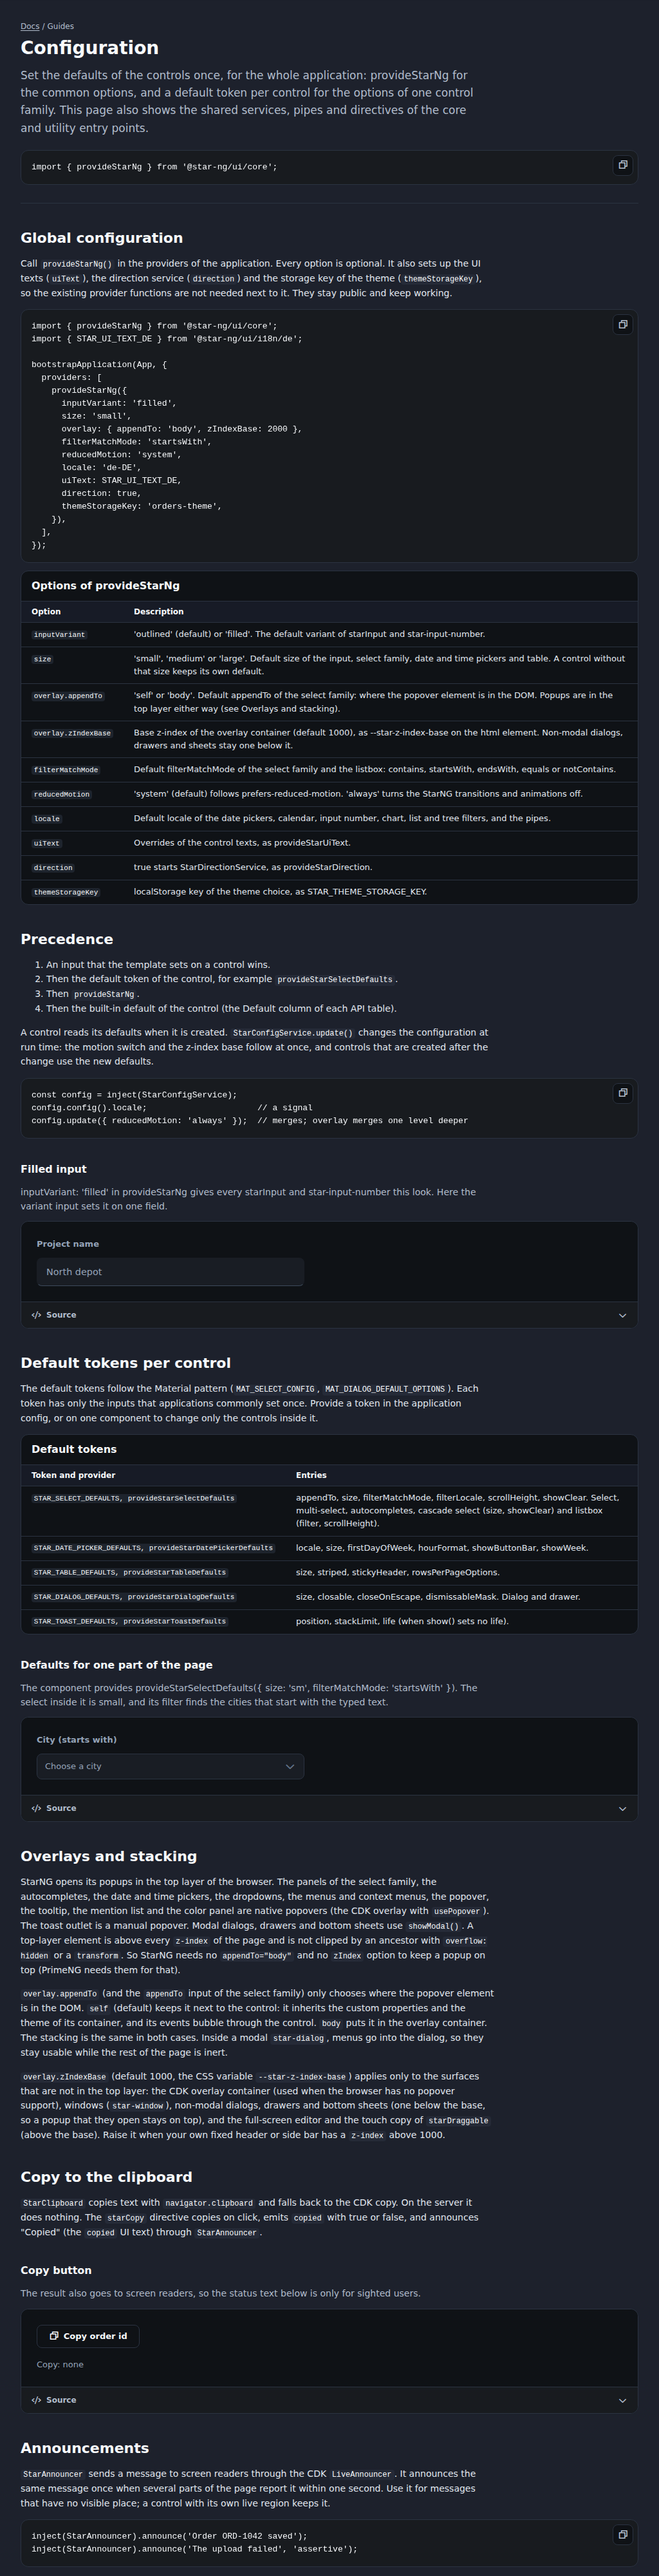 Docs / Guides
Configuration
Set the defaults of the controls once, for the whole application: provideStarNg for
the common options, and a default token per control for the options of one control
family. This page also shows the shared services, pipes and directives of the core
and utility entry points.
import { provideStarNg } from '@star-ng/ui/core';
Global configuration
Call provideStarNg() in the providers of the application. Every option is optional. It also sets up the UI
texts ( uiText ), the direction service ( direction ) and the storage key of the theme ( themeStorageKey ),
so the existing provider functions are not needed next to it. They stay public and keep working.
import { provideStarNg } from '@star-ng/ui/core';
import { STAR_UI_TEXT_DE } from '@star-ng/ui/i18n/de';
bootstrapApplication(App, {
  providers: [
    provideStarNg({
      inputVariant: 'filled',
      size: 'small',
      overlay: { appendTo: 'body', zIndexBase: 2000 },
      filterMatchMode: 'startsWith',
      reducedMotion: 'system',
      locale: 'de-DE',
      uiText: STAR_UI_TEXT_DE,
      direction: true,
      themeStorageKey: 'orders-theme',
    }),
  ],
});
Options of provideStarNg
Option Description
inputVariant 'outlined' (default) or 'filled'. The default variant of starInput and star-input-number.
size 'small', 'medium' or 'large'. Default size of the input, select family, date and time pickers and table. A control without
that size keeps its own default.
overlay.appendTo 'self' or 'body'. Default appendTo of the select family: where the popover element is in the DOM. Popups are in the
top layer either way (see Overlays and stacking).
overlay.zIndexBase Base z-index of the overlay container (default 1000), as --star-z-index-base on the html element. Non-modal dialogs,
drawers and sheets stay one below it.
filterMatchMode Default filterMatchMode of the select family and the listbox: contains, startsWith, endsWith, equals or notContains.
reducedMotion 'system' (default) follows prefers-reduced-motion. 'always' turns the StarNG transitions and animations off.
locale Default locale of the date pickers, calendar, input number, chart, list and tree filters, and the pipes.
uiText Overrides of the control texts, as provideStarUiText.
direction true starts StarDirectionService, as provideStarDirection.
themeStorageKey localStorage key of the theme choice, as STAR_THEME_STORAGE_KEY.
Precedence
1. An input that the template sets on a control wins.
2. Then the default token of the control, for example provideStarSelectDefaults .
3. Then provideStarNg .
4. Then the built-in default of the control (the Default column of each API table).
A control reads its defaults when it is created. StarConfigService.update() changes the configuration at
run time: the motion switch and the z-index base follow at once, and controls that are created after the
change use the new defaults.
const config = inject(StarConfigService);
config.config().locale; // a signal
config.update({ reducedMotion: 'always' }); // merges; overlay merges one level deeper
Filled input
inputVariant: 'filled' in provideStarNg gives every starInput and star-input-number this look. Here the
variant input sets it on one field.
Project name
North depot
Source
Default tokens per control
The default tokens follow the Material pattern ( MAT_SELECT_CONFIG , MAT_DIALOG_DEFAULT_OPTIONS ). Each
token has only the inputs that applications commonly set once. Provide a token in the application
config, or on one component to change only the controls inside it.
Default tokens
Token and provider Entries
STAR_SELECT_DEFAULTS, provideStarSelectDefaults appendTo, size, filterMatchMode, filterLocale, scrollHeight, showClear. Select,
multi-select, autocompletes, cascade select (size, showClear) and listbox
(filter, scrollHeight).
STAR_DATE_PICKER_DEFAULTS, provideStarDatePickerDefaults locale, size, firstDayOfWeek, hourFormat, showButtonBar, showWeek.
STAR_TABLE_DEFAULTS, provideStarTableDefaults size, striped, stickyHeader, rowsPerPageOptions.
STAR_DIALOG_DEFAULTS, provideStarDialogDefaults size, closable, closeOnEscape, dismissableMask. Dialog and drawer.
STAR_TOAST_DEFAULTS, provideStarToastDefaults position, stackLimit, life (when show() sets no life).
Defaults for one part of the page
The component provides provideStarSelectDefaults({ size: 'sm', filterMatchMode: 'startsWith' }). The
select inside it is small, and its filter finds the cities that start with the typed text.
City (starts with)
Choose a city
Source
Overlays and stacking
StarNG opens its popups in the top layer of the browser. The panels of the select family, the
autocompletes, the date and time pickers, the dropdowns, the menus and context menus, the popover,
the tooltip, the mention list and the color panel are native popovers (the CDK overlay with usePopover ).
The toast outlet is a manual popover. Modal dialogs, drawers and bottom sheets use showModal() . A
top-layer element is above every z-index of the page and is not clipped by an ancestor with overflow:
hidden or a transform . So StarNG needs no appendTo="body" and no zIndex option to keep a popup on
top (PrimeNG needs them for that).
overlay.appendTo (and the appendTo input of the select family) only chooses where the popover element
is in the DOM. self (default) keeps it next to the control: it inherits the custom properties and the
theme of its container, and its events bubble through the control. body puts it in the overlay container.
The stacking is the same in both cases. Inside a modal star-dialog , menus go into the dialog, so they
stay usable while the rest of the page is inert.
overlay.zIndexBase (default 1000, the CSS variable --star-z-index-base ) applies only to the surfaces
that are not in the top layer: the CDK overlay container (used when the browser has no popover
support), windows ( star-window ), non-modal dialogs, drawers and bottom sheets (one below the base,
so a popup that they open stays on top), and the full-screen editor and the touch copy of starDraggable
(above the base). Raise it when your own fixed header or side bar has a z-index above 1000.
Copy to the clipboard
StarClipboard copies text with navigator.clipboard and falls back to the CDK copy. On the server it
does nothing. The starCopy directive copies on click, emits copied with true or false, and announces
"Copied" (the copied UI text) through StarAnnouncer .
Copy button
The result also goes to screen readers, so the status text below is only for sighted users.
Copy order id
Copy: none
Source
Announcements
StarAnnouncer sends a message to screen readers through the CDK LiveAnnouncer . It announces the
same message once when several parts of the page report it within one second. Use it for messages
that have no visible place; a control with its own live region keeps it.
inject(StarAnnouncer).announce('Order ORD-1042 saved');
inject(StarAnnouncer).announce('The upload failed', 'assertive');